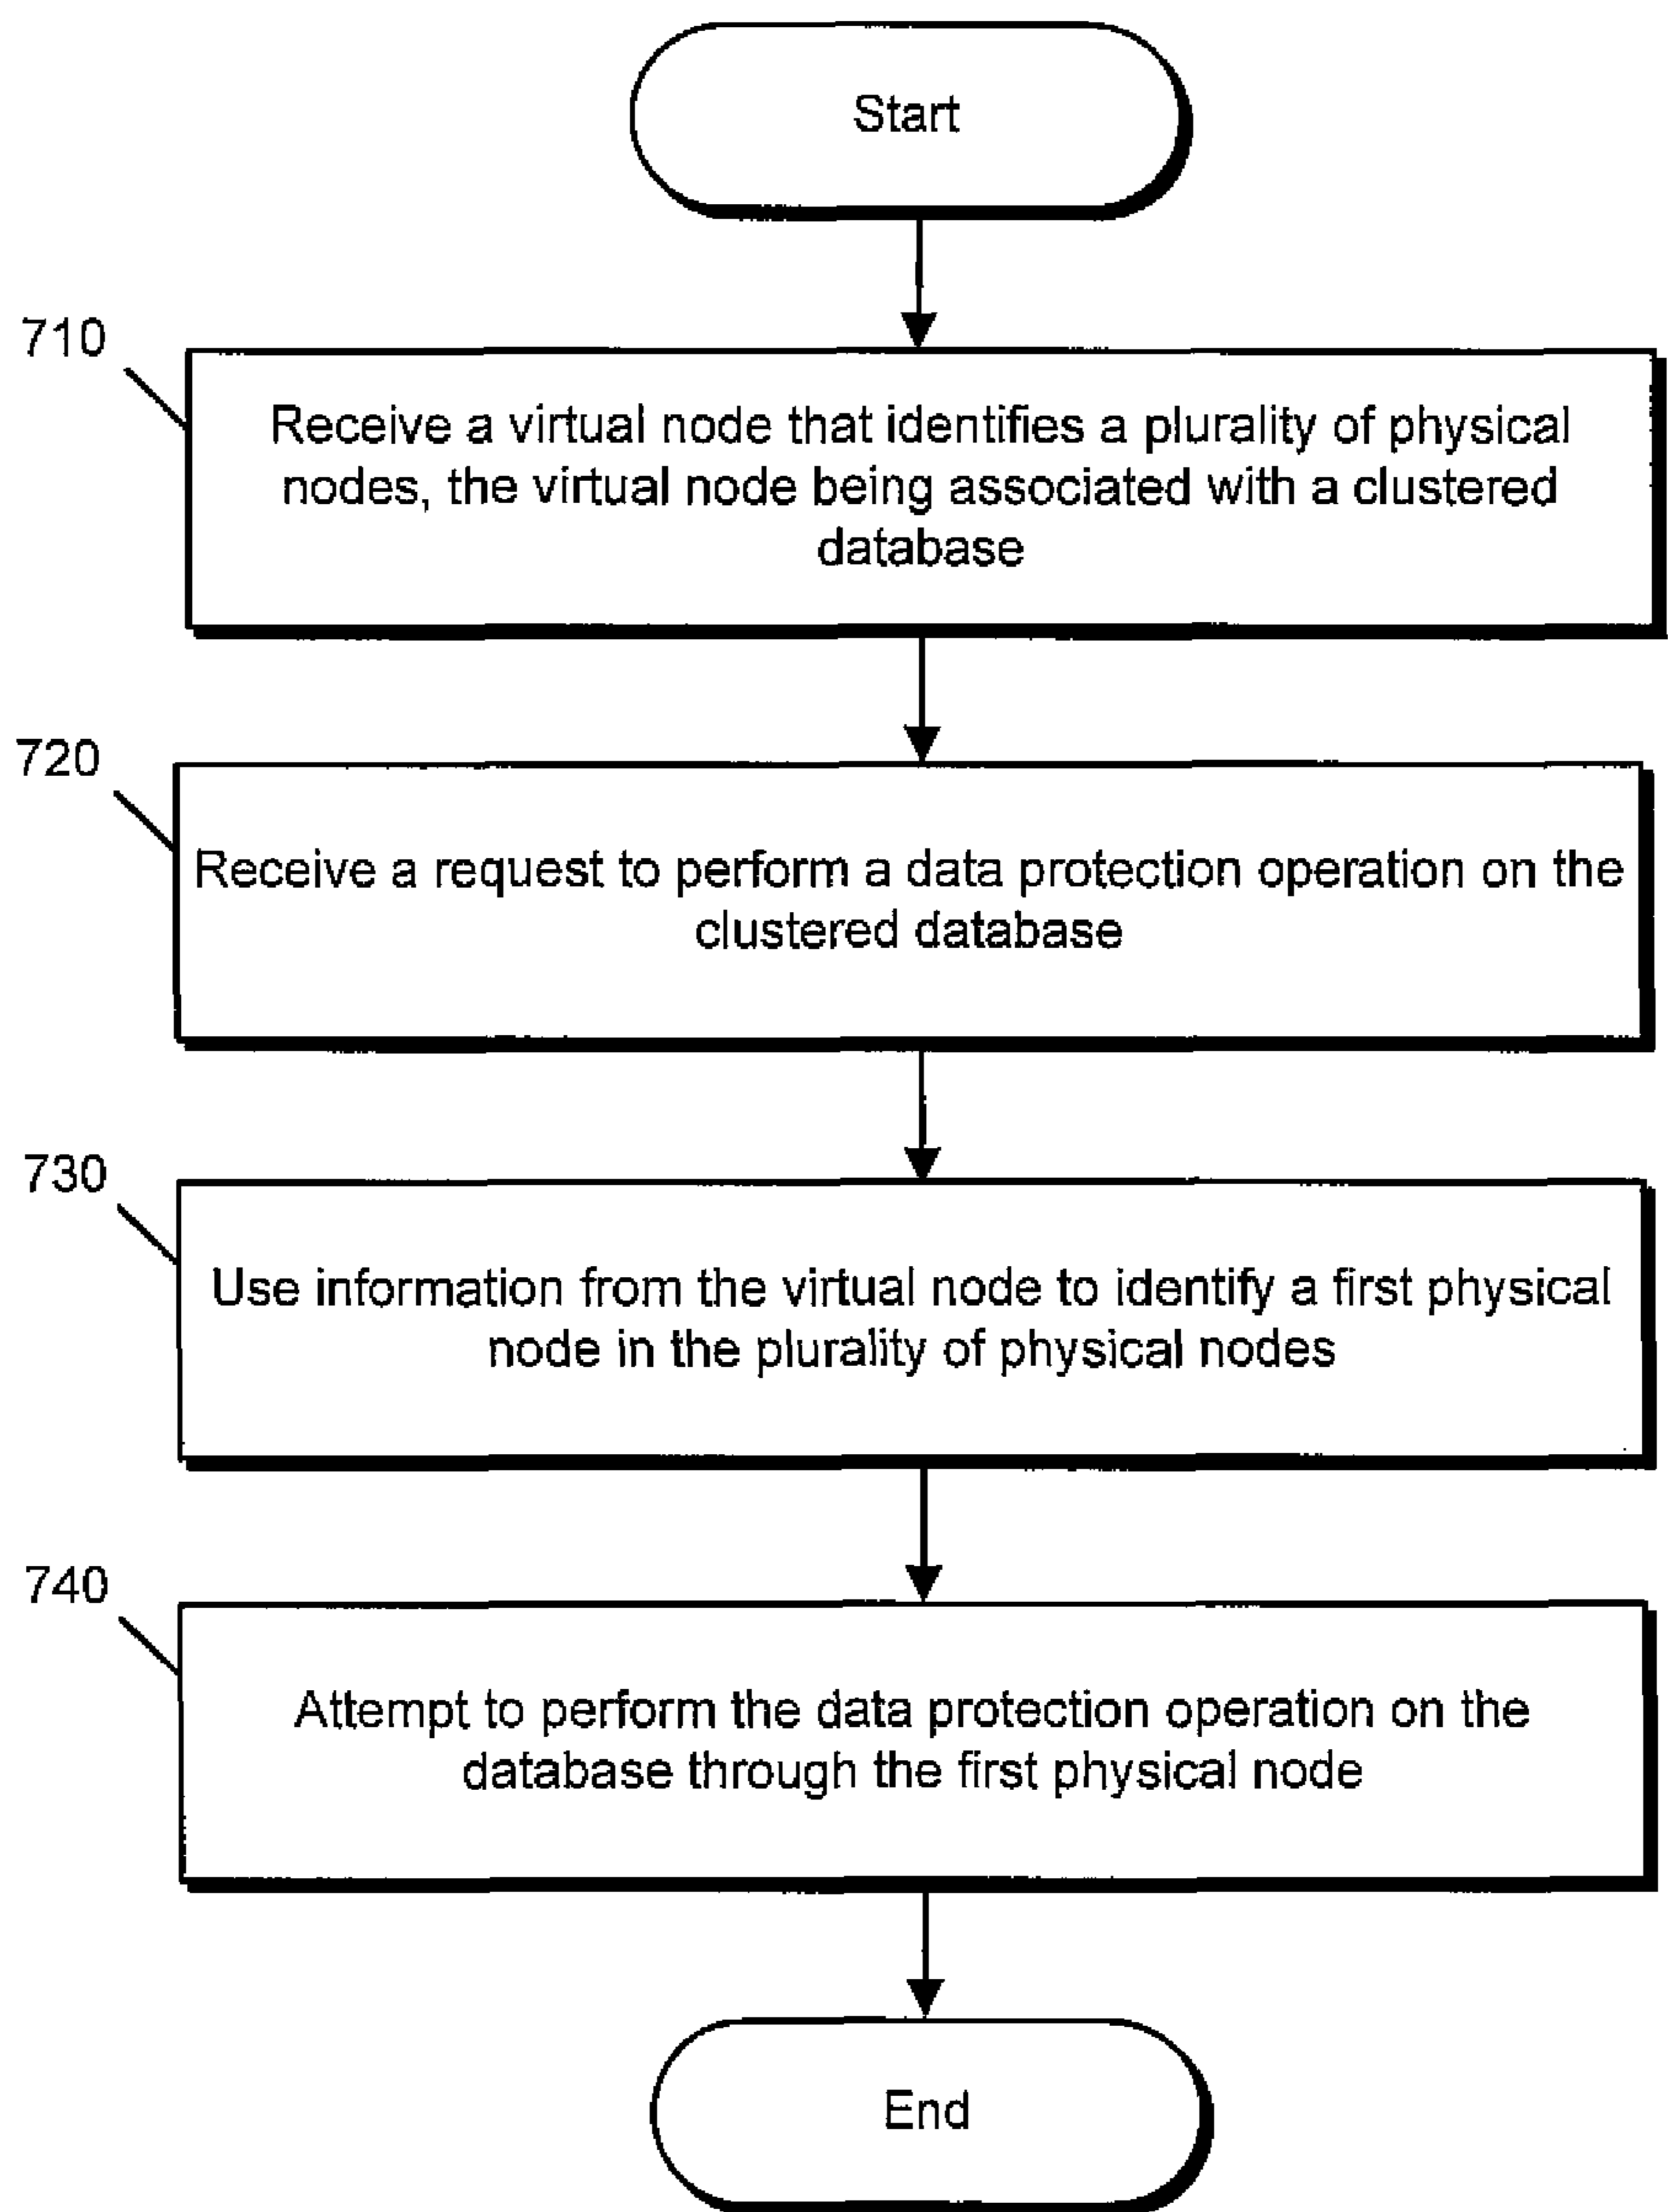 Start
710
Receive a virtual node that identifies a plurality of physical
nodes, the virtual node being associated with a clustered
database
720
Receive a request to perform a data protection operation on the
clustered database
730
Use information from the virtual node to identify a first physical
node in the plurality of physical nodes
740
Attempt to perform the data protection operation on the
database through the first physical node
End